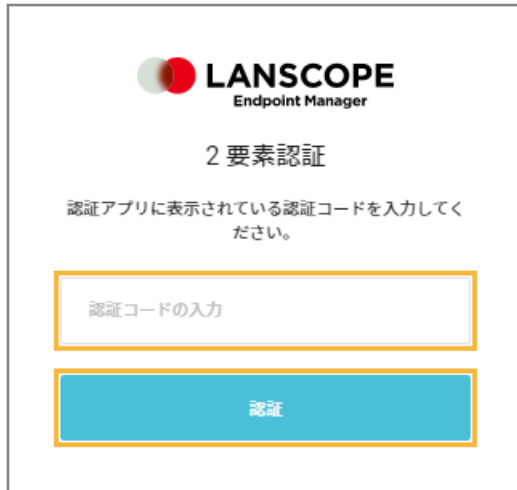 LANSCOPE
Endpoint Manager
2 要素認証
認証アプリに表示されている認証コードを入力してく
ださい。
認証コードの入力
認証